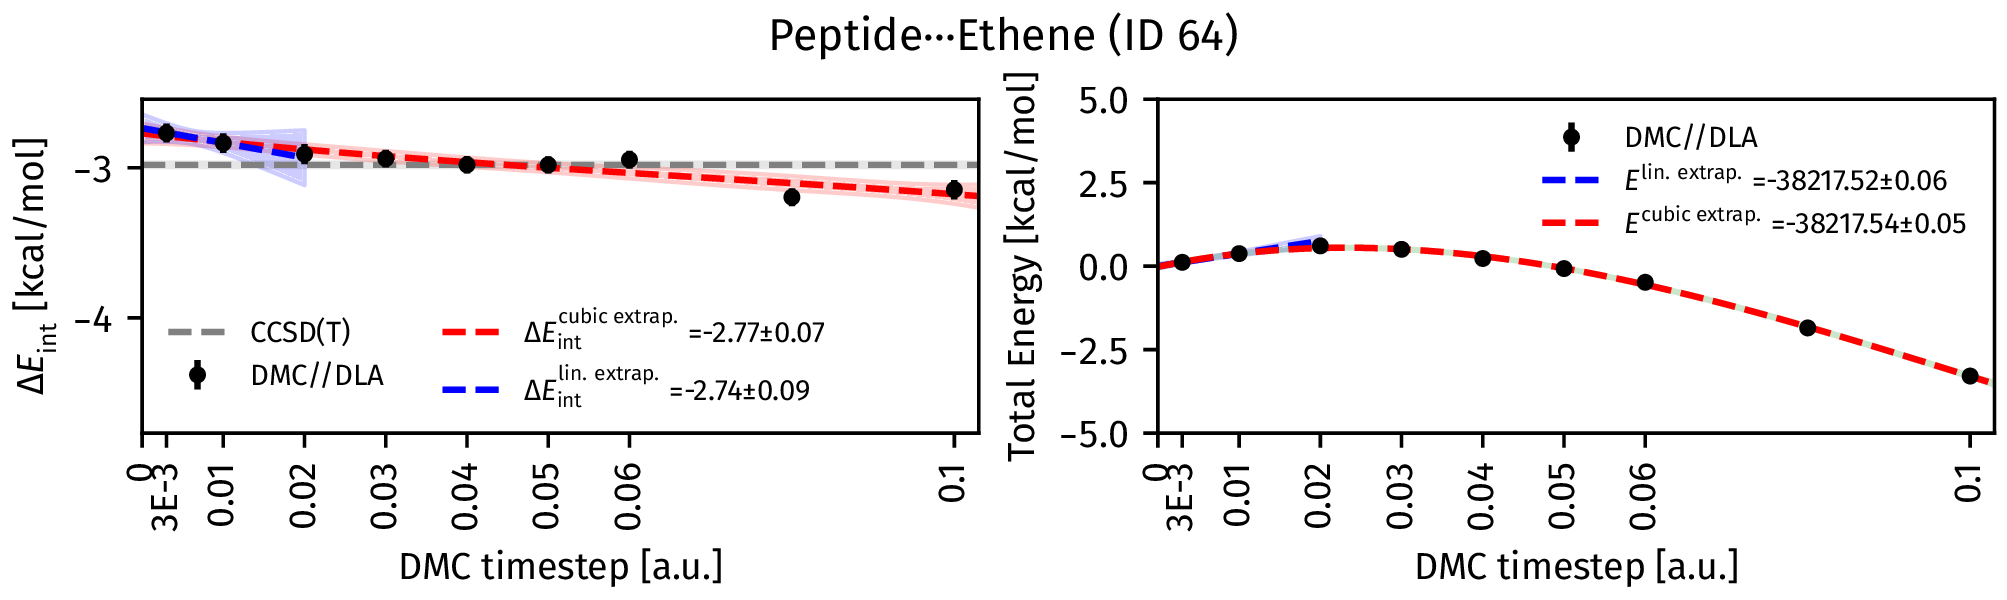 Peptide···Ethene (ID 64)
ΔE_int [kcal/mol]
−3
−4
CCSD(T)
DMC//DLA
ΔE_int^cubic extrap. =-2.77±0.07
ΔE_int^lin. extrap. =-2.74±0.09
0
3E-3
0.01
0.02
0.03
0.04
0.05
0.06
0.1
DMC timestep [a.u.]
Total Energy [kcal/mol]
5.0
2.5
0.0
−2.5
−5.0
DMC//DLA
E^lin. extrap. =-38217.52±0.06
E^cubic extrap. =-38217.54±0.05
0
3E-3
0.01
0.02
0.03
0.04
0.05
0.06
0.1
DMC timestep [a.u.]